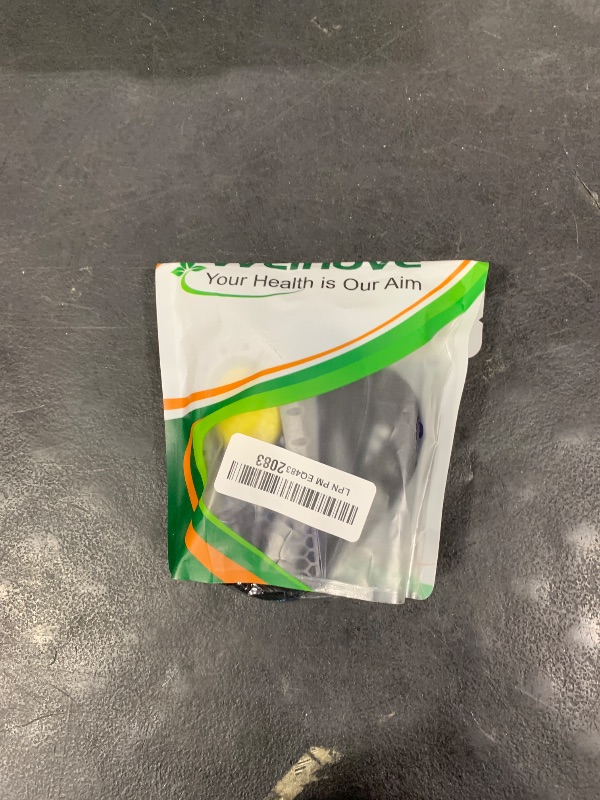 Your Health is Our Aim
LPN PM EQ4832083